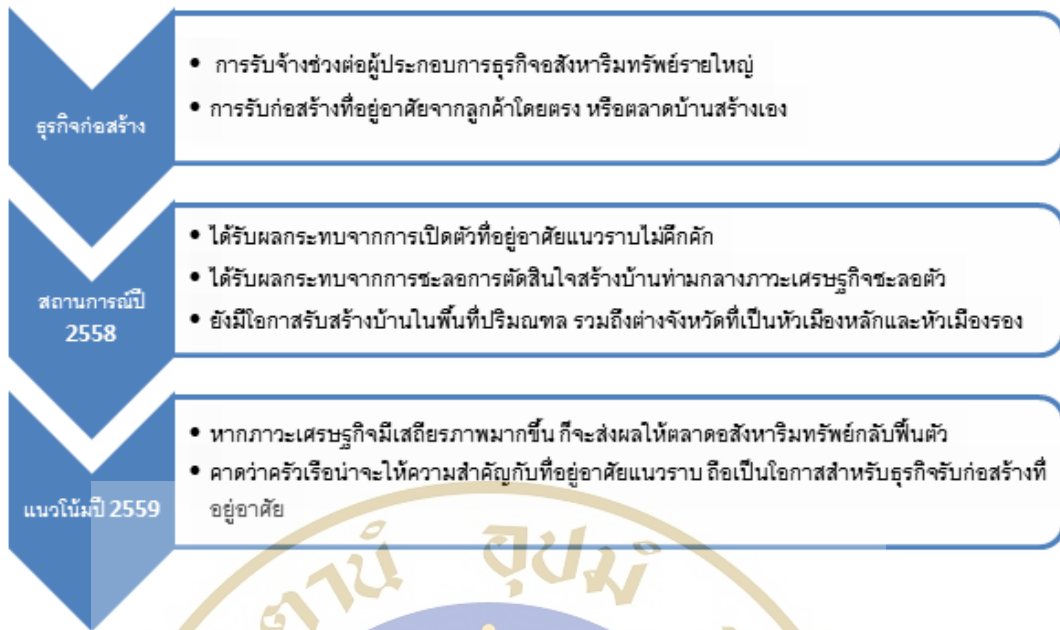 ธุรกิจก่อสร้าง
• การรับจ้างช่วงต่อผู้ประกอบการธุรกิจอสังหาริมทรัพย์รายใหญ่
• การรับก่อสร้างที่อยู่อาศัยจากลูกค้าโดยตรง หรือตลาดบ้านสร้างเอง
สถานการณ์ปี
2558
• ได้รับผลกระทบจากการเปิดตัวที่อยู่อาศัยแนวราบไม่คึกคัก
• ได้รับผลกระทบจากการชะลอการตัดสินใจสร้างบ้านท่ามกลางภาวะเศรษฐกิจชะลอตัว
• ยังมีโอกาสรับสร้างบ้านในพื้นที่ปริมณฑล รวมถึงต่างจังหวัดที่เป็นหัวเมืองหลักและหัวเมืองรอง
แนวโน้มปี 2559
• หากภาวะเศรษฐกิจมีเสถียรภาพมากขึ้น ก็จะส่งผลให้ตลาดอสังหาริมทรัพย์กลับฟื้นตัว
• คาดว่าครัวเรือน่าจะให้ความสำคัญกับที่อยู่อาศัยแนวราบ ถือเป็นโอกาสสำหรับธุรกิจรับก่อสร้างที่
อยู่อาศัย
ตานํ อุปมํ